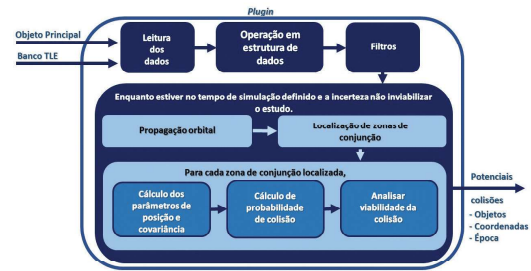 Plugin
Objeto Principal
Banco TLE
Leitura
dos
dados
Operação em
estrutura de
dados
Filtros
Enquanto estiver no tempo de simulação definido e a incerteza não inviabilizar
o estudo.
Propagação orbital
Localização de zonas de
conjunção
Para cada zona de conjunção localizada,
Cálculo dos
parâmetros de
posição e
covariância
Cálculo de
probabilidade
de colisão
Analisar
viabilidade da
colisão
Potenciais
colisões
- Objetos
- Coordenadas
- Época